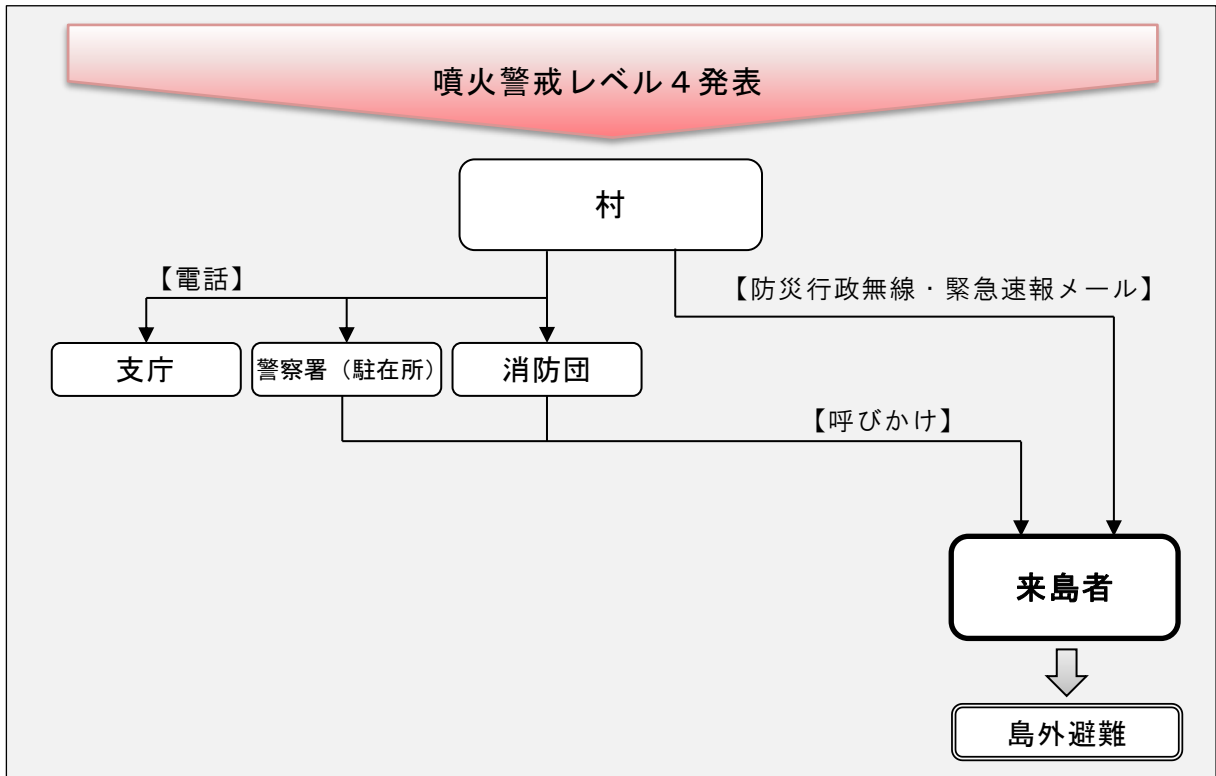 噴火警戒レベル４発表
村
【電話】
【防災行政無線・緊急速報メール】
支庁
警察署（駐在所）
消防団
【呼びかけ】
来島者
島外避難